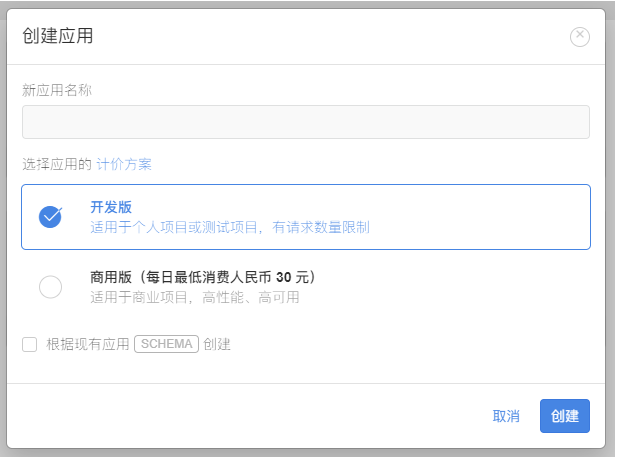 创建应用
新应用名称
选择应用的 计价方案
开发版
适用于个人项目或测试项目，有请求数量限制
商用版（每日最低消费人民币 30 元）
适用于商业项目，高性能、高可用
根据现有应用 SCHEMA 创建
取消 创建